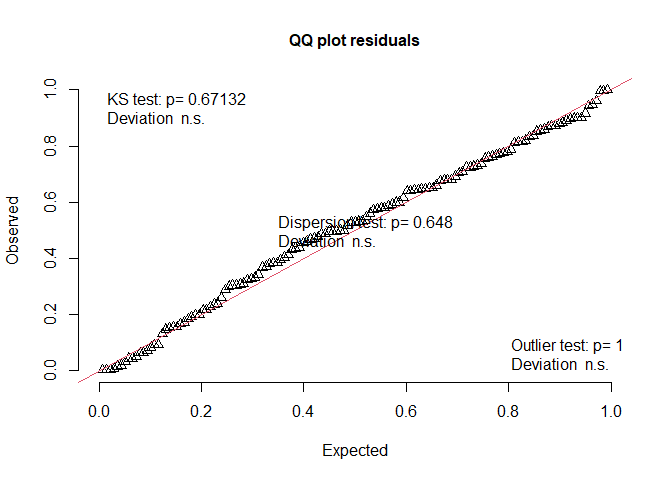 QQ plot residuals
KS test: p= 0.67132
Deviation n.s.
Dispersion test: p= 0.648
Deviation n.s.
Outlier test: p= 1
Deviation n.s.
Observed
1.0
0.8
0.6
0.4
0.2
0.0
0.0 0.2 0.4 0.6 0.8 1.0
Expected